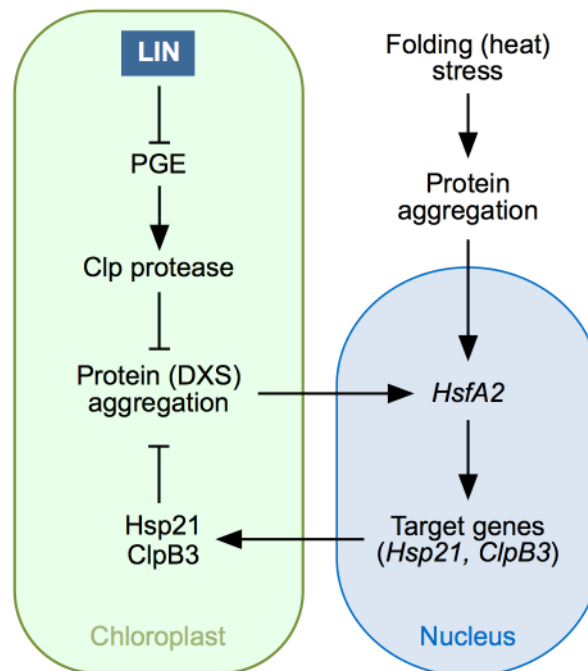 LIN
PGE
Clp protease
Protein (DXS)
aggregation
Hsp21
ClpB3
Chloroplast
Folding (heat)
stress
Protein
aggregation
HsfA2
Target genes
(Hsp21, ClpB3)
Nucleus